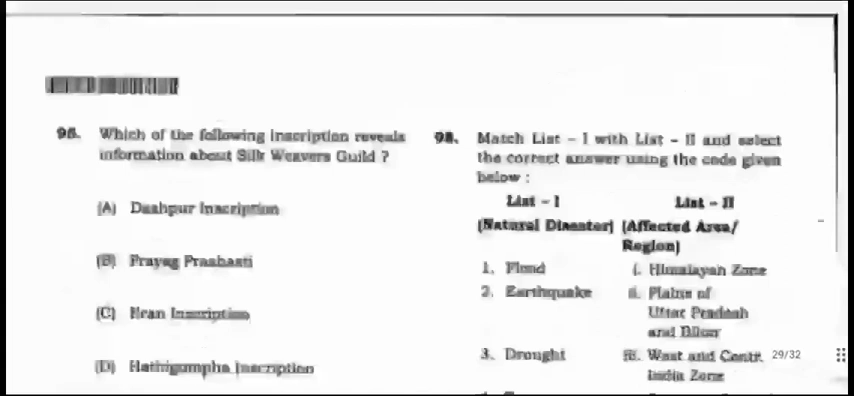 96. Which of the following inscription reveals
information about Silk Weavers Guild ?
(A) Dashpur Inscription
(B) Prayag Prashasti
(C) Eran Inscription
(D) Hathigumpha Inscription
98. Match List - I with List - II and select
the correct answer using the code given
below :
List - I List - II
(Natural Disaster) (Affected Area/
Region)
1. Flood i. Himalayan Zone
2. Earthquake ii. Plains of
Uttar Pradesh
and Bihar
3. Drought iii. West and Centr. 29/32
India Zone